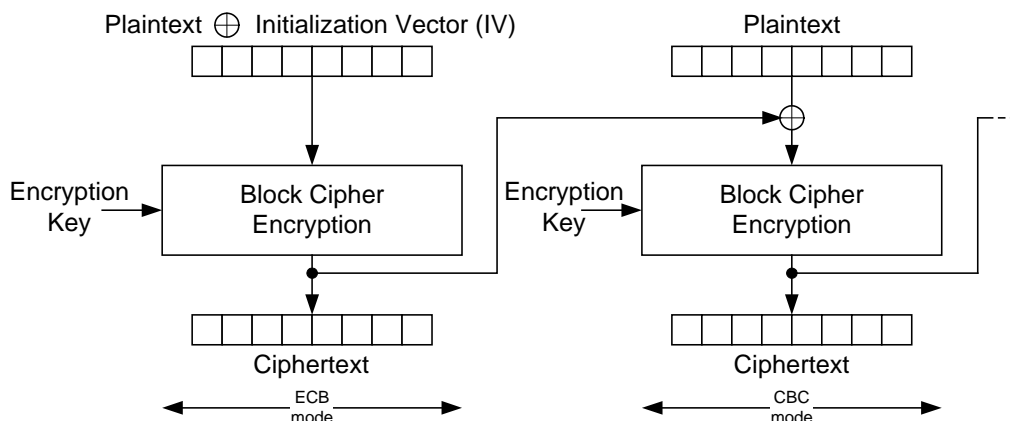 Plaintext ⊕ Initialization Vector (IV)
Plaintext
Encryption
Key
Block Cipher
Encryption
Encryption
Key
Block Cipher
Encryption
Ciphertext
Ciphertext
ECB
mode
CBC
mode